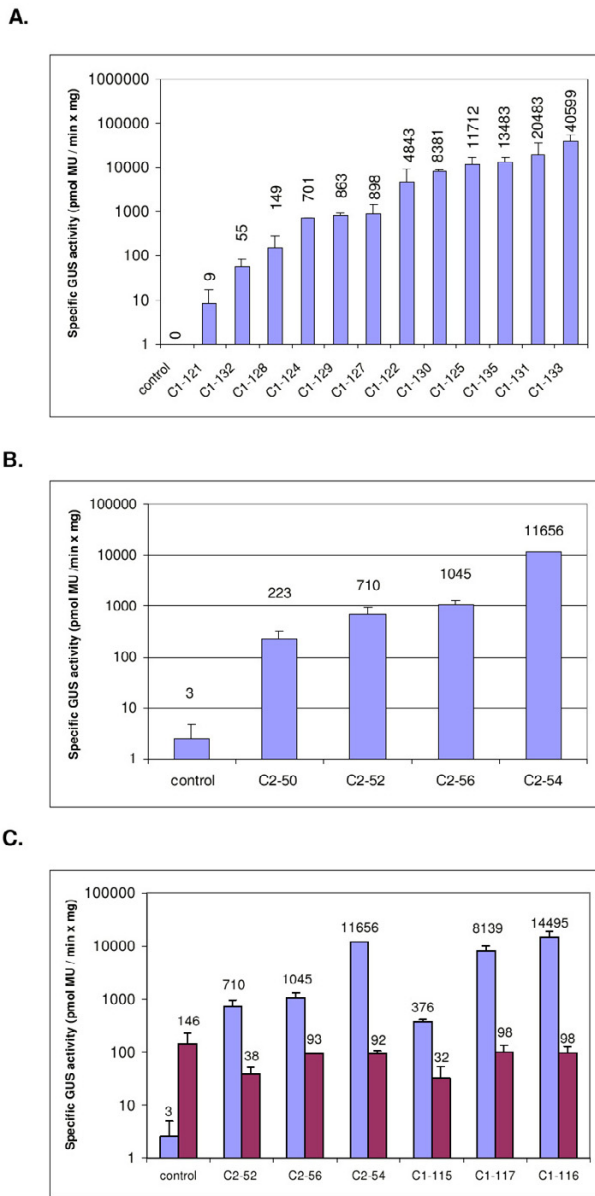 A.
Specific GUS activity (pmol MU / min x mg)
1000000
100000
10000
1000
100
10
1
0
9
55
149
701
863
898
4843
8381
11712
13483
20483
40599
control
C1-121
C1-132
C1-128
C1-124
C1-129
C1-127
C1-122
C1-130
C1-125
C1-135
C1-131
C1-133
B.
Specific GUS activity (pmol MU /min x mg)
100000
10000
1000
100
10
1
3
223
710
1045
11656
control
C2-50
C2-52
C2-56
C2-54
C.
Specific GUS activity (pmol MU / min x mg)
100000
10000
1000
100
10
1
3
146
710
38
1045
93
11656
92
376
32
8139
98
14495
98
control
C2-52
C2-56
C2-54
C1-115
C1-117
C1-116